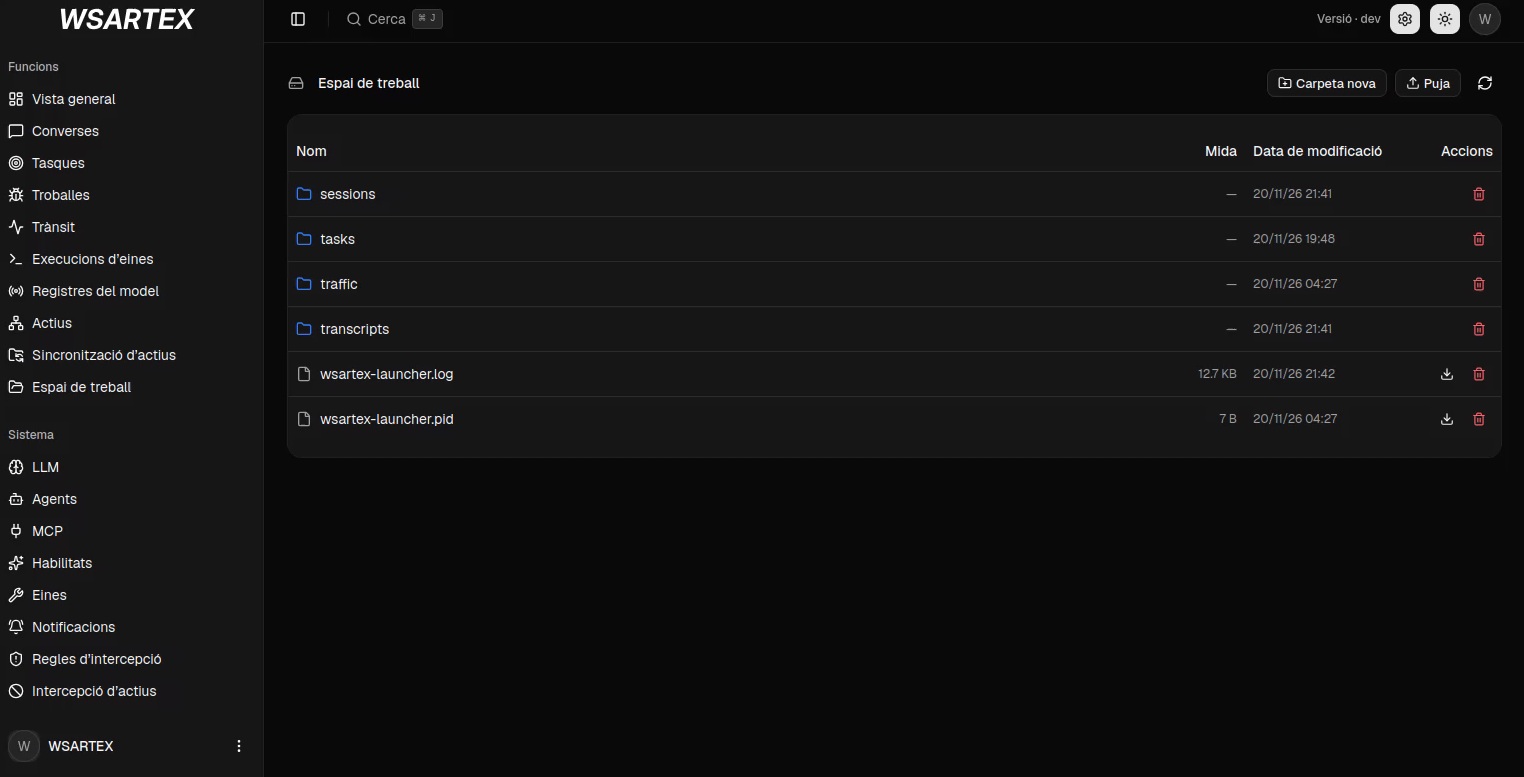 WSARTEX
Cerca ⌘ J
Versió · dev
W
Funcions
Vista general
Converses
Tasques
Troballes
Trànsit
Execucions d'eines
Registres del model
Actius
Sincronització d'actius
Espai de treball
Sistema
LLM
Agents
MCP
Habilitats
Eines
Notificacions
Regles d'intercepció
Intercepció d'actius
W WSARTEX
Espai de treball
Carpeta nova
Puja
Nom Mida Data de modificació Accions
sessions — 20/11/26 21:41
tasks — 20/11/26 19:48
traffic — 20/11/26 04:27
transcripts — 20/11/26 21:41
wsartex-launcher.log 12.7 KB 20/11/26 21:42
wsartex-launcher.pid 7 B 20/11/26 04:27